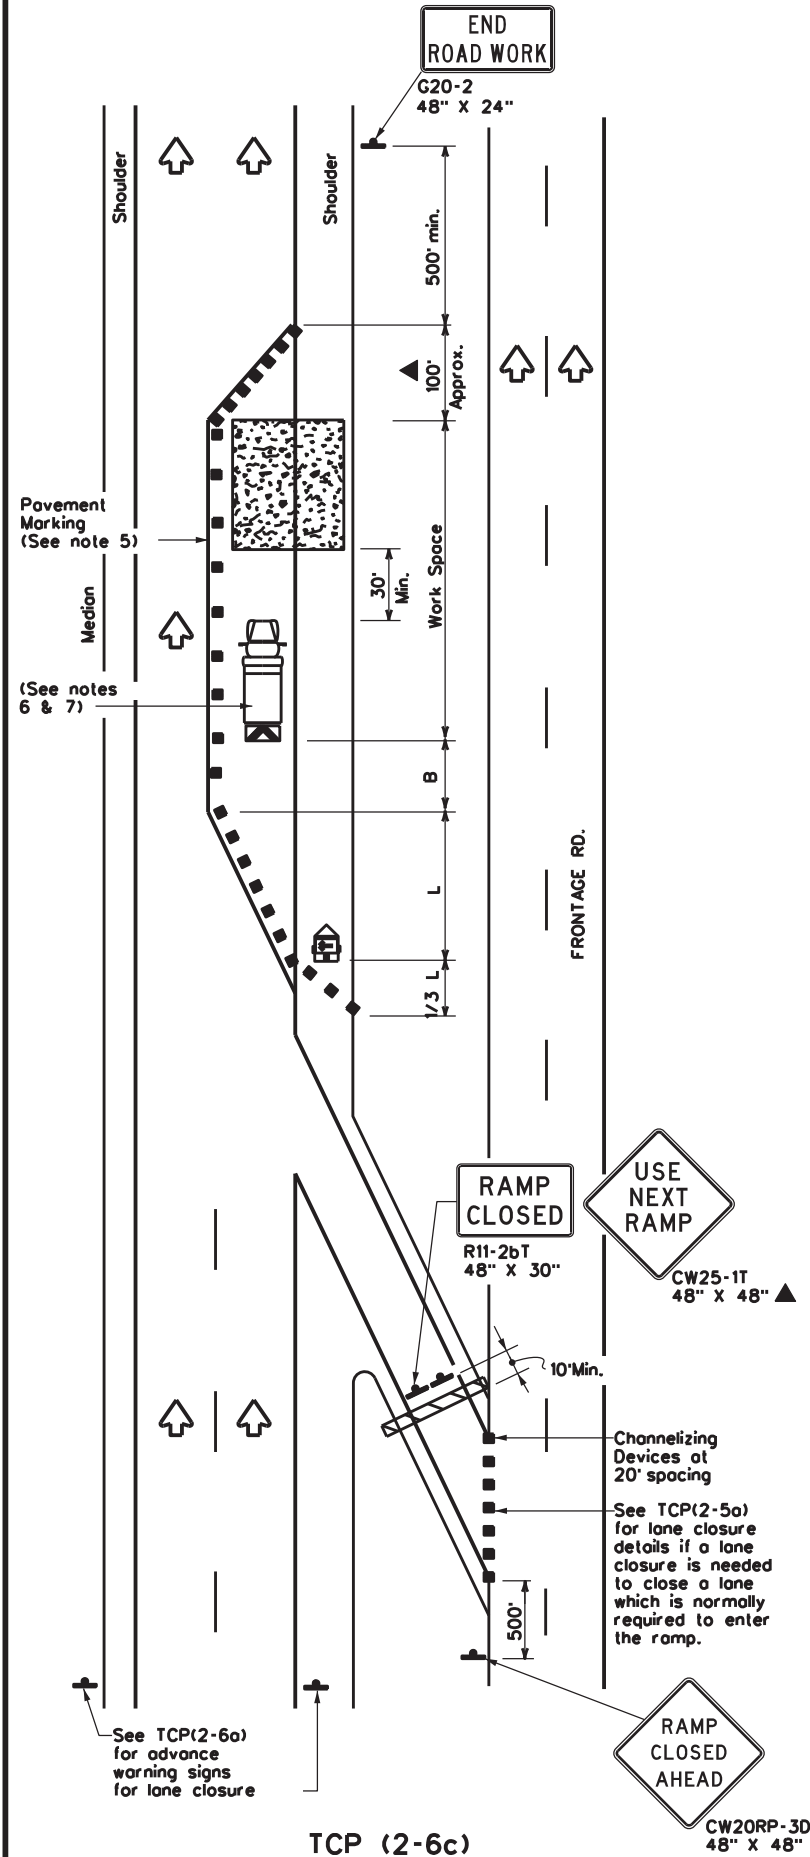 END
ROAD WORK
G20-2
48" X 24"
Shoulder
Shoulder
500' min.
100'
Approx.
Pavement
Marking
(See note 5)
30'
Min.
Work Space
Median
(See notes
6 & 7)
B
L
FRONTAGE RD.
1/3 L
RAMP
CLOSED
R11-2bT
48" X 30"
USE
NEXT
RAMP
CW25-1T
48" X 48"
10'Min.
Channelizing
Devices at
20' spacing
See TCP(2-5a)
for lane closure
details if a lane
closure is needed
to close a lane
which is normally
required to enter
the ramp.
500'
RAMP
CLOSED
AHEAD
See TCP(2-6a)
for advance
warning signs
for lane closure
CW20RP-3D
48" X 48"
TCP (2-6c)